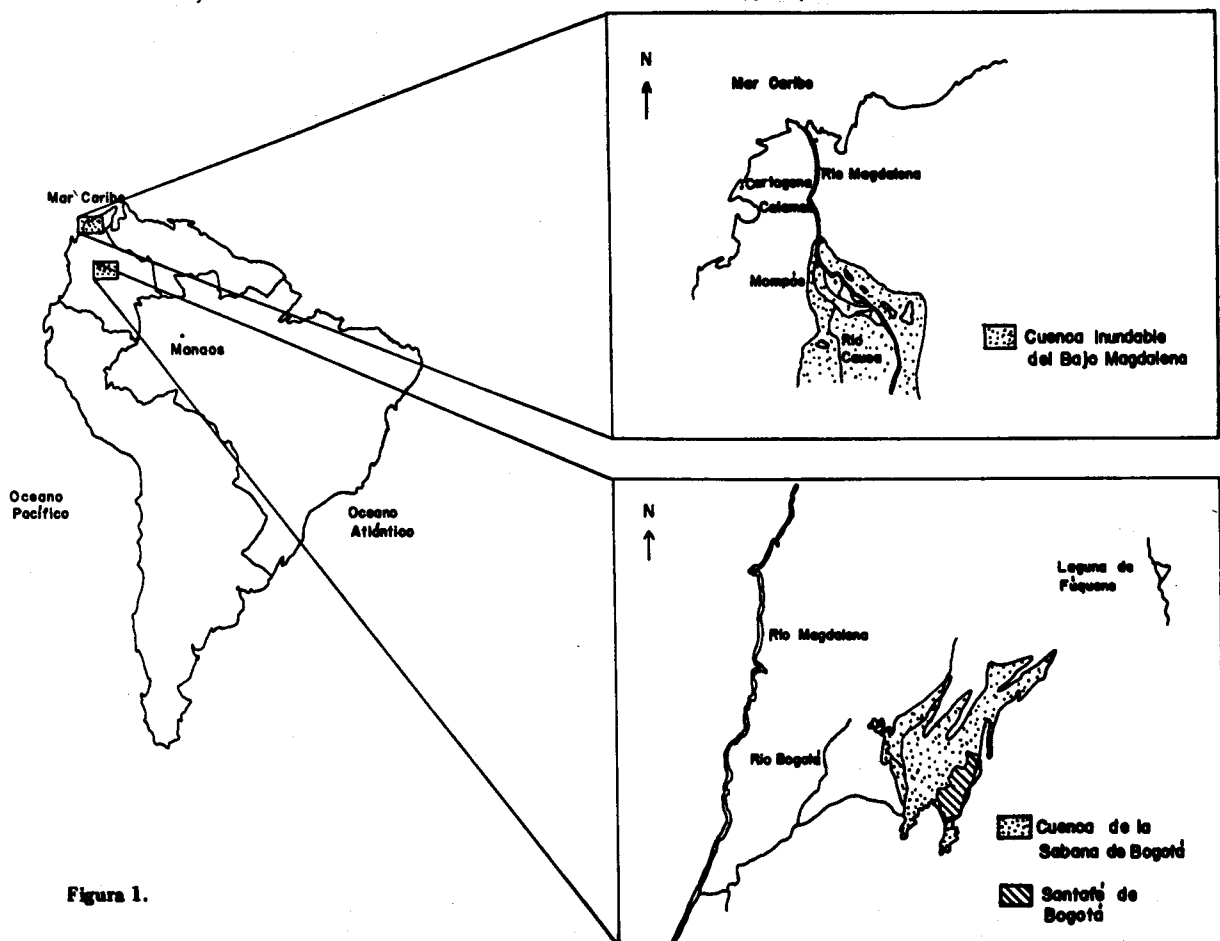 Mar Caribe
Manaos
Oceano
Pacífico
Oceano
Atlántico
Figura 1.
N
Mar Caribe
Cartagena
Río Magdalena
Calamar
Mompós
Río
Cauca
Cuenca Inundable
del Bajo Magdalena
N
Laguna de
Fúquene
Río Magdalena
Río Bogotá
Cuenca de la
Sabana de Bogotá
Santafé de
Bogotá